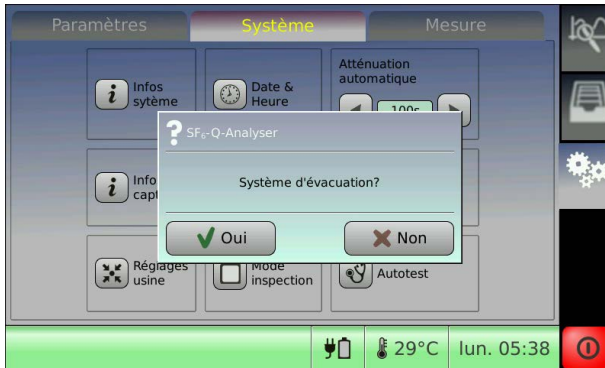 Paramètres
Système
Mesure
Infos
sytème
Date &
Heure
Atténuation
automatique
100s
Info
capt
SF₆-Q-Analyser
Système d'évacuation?
Oui
Non
Réglages
usine
Mode
inspection
Autotest
29°C
lun. 05:38